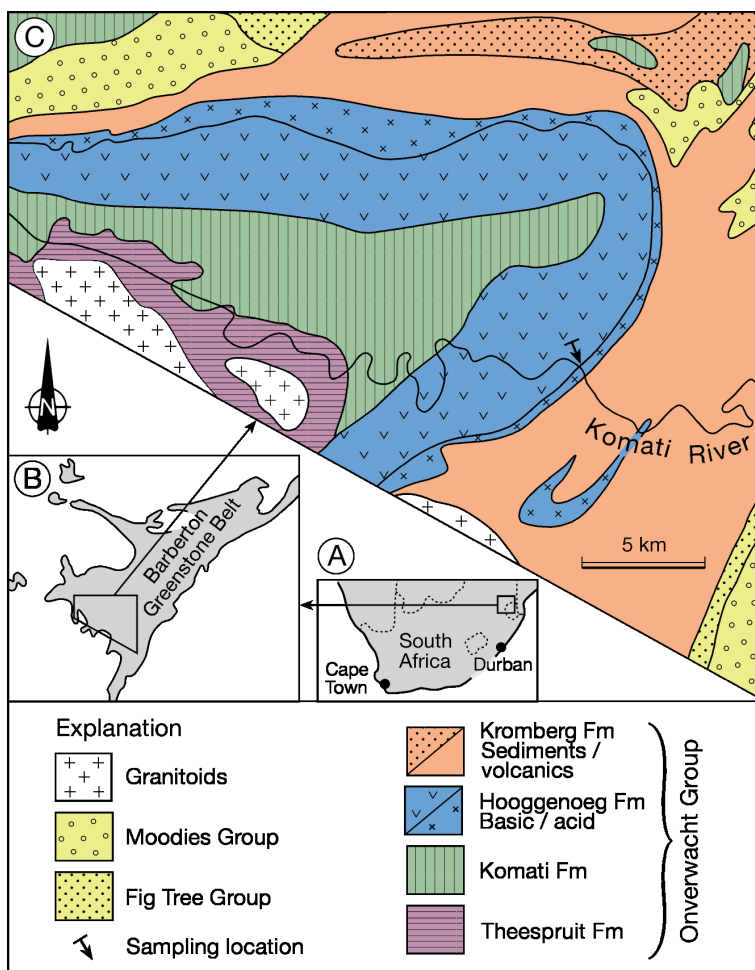 C
N
Komati River
5 km
B
Barberton
Greenstone Belt
A
South
Africa
Cape
Town
Durban
Explanation
Granitoids
Moodies Group
Fig Tree Group
Sampling location
Kromberg Fm
Sediments /
volcanics
Hooggenoeg Fm
Basic / acid
Komati Fm
Theespruit Fm
Onverwacht Group